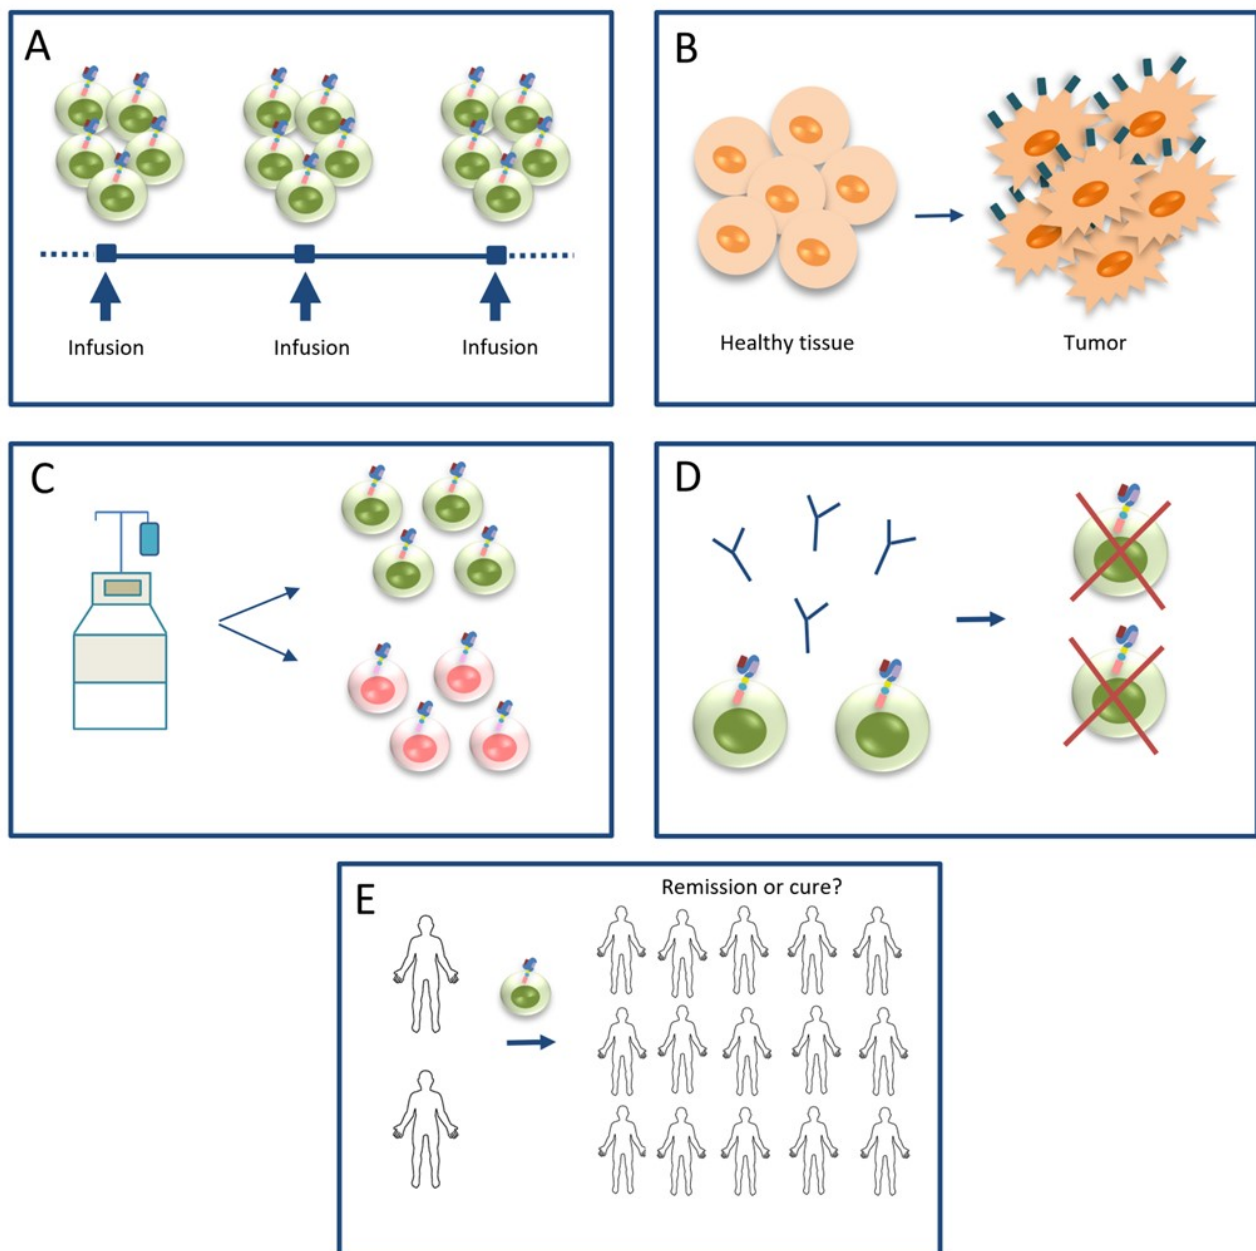 A
Infusion
Infusion
Infusion
B
Healthy tissue
Tumor
C
D
E
Remission or cure?